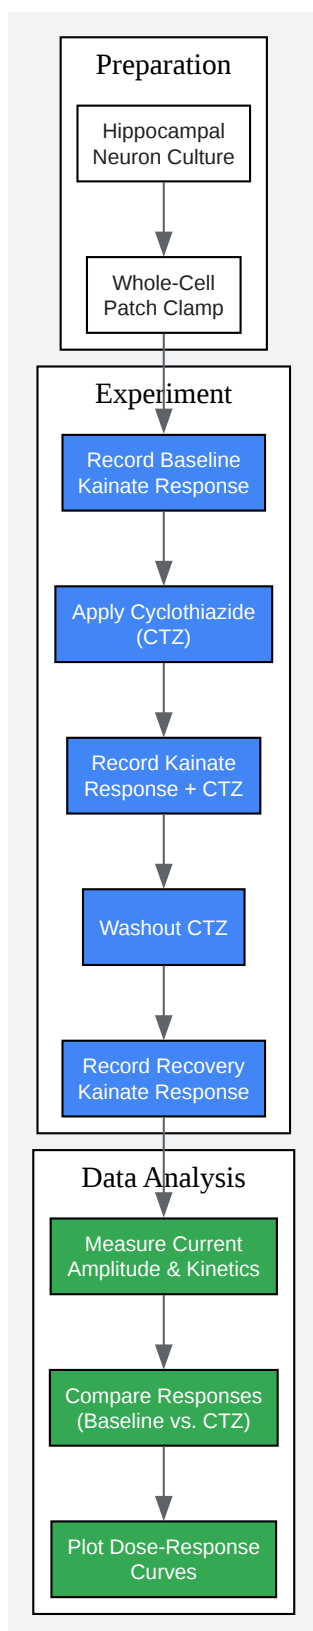 Preparation
Hippocampal
Neuron Culture
Whole-Cell
Patch Clamp
Experiment
Record Baseline
Kainate Response
Apply Cyclothiazide
(CTZ)
Record Kainate
Response + CTZ
Washout CTZ
Record Recovery
Kainate Response
Data Analysis
Measure Current
Amplitude & Kinetics
Compare Responses
(Baseline vs. CTZ)
Plot Dose-Response
Curves